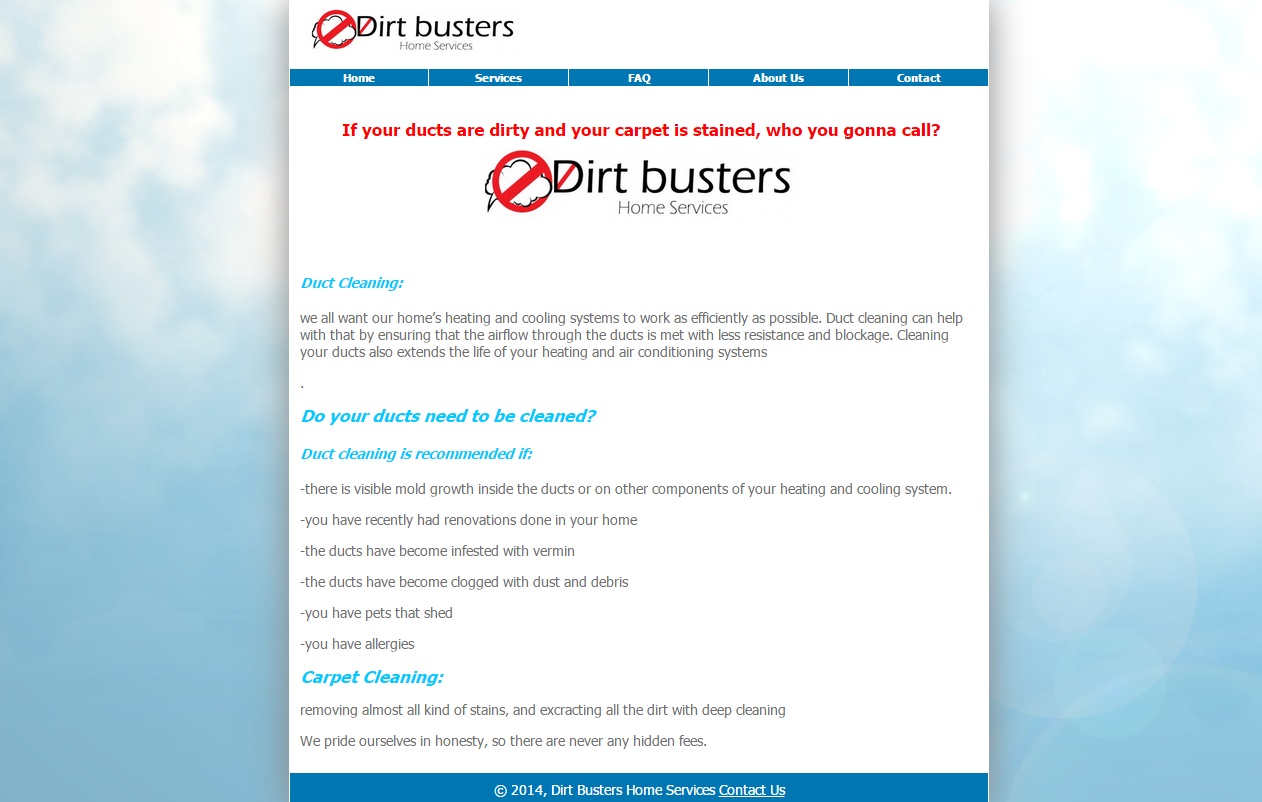 Dirt busters
Home Services
Home Services FAQ About Us Contact
If your ducts are dirty and your carpet is stained, who you gonna call?
Dirt busters
Home Services
Duct Cleaning:
we all want our home’s heating and cooling systems to work as efficiently as possible. Duct cleaning can help
with that by ensuring that the airflow through the ducts is met with less resistance and blockage. Cleaning
your ducts also extends the life of your heating and air conditioning systems
.
Do your ducts need to be cleaned?
Duct cleaning is recommended if:
-there is visible mold growth inside the ducts or on other components of your heating and cooling system.
-you have recently had renovations done in your home
-the ducts have become infested with vermin
-the ducts have become clogged with dust and debris
-you have pets that shed
-you have allergies
Carpet Cleaning:
removing almost all kind of stains, and excracting all the dirt with deep cleaning
We pride ourselves in honesty, so there are never any hidden fees.
© 2014, Dirt Busters Home Services Contact Us